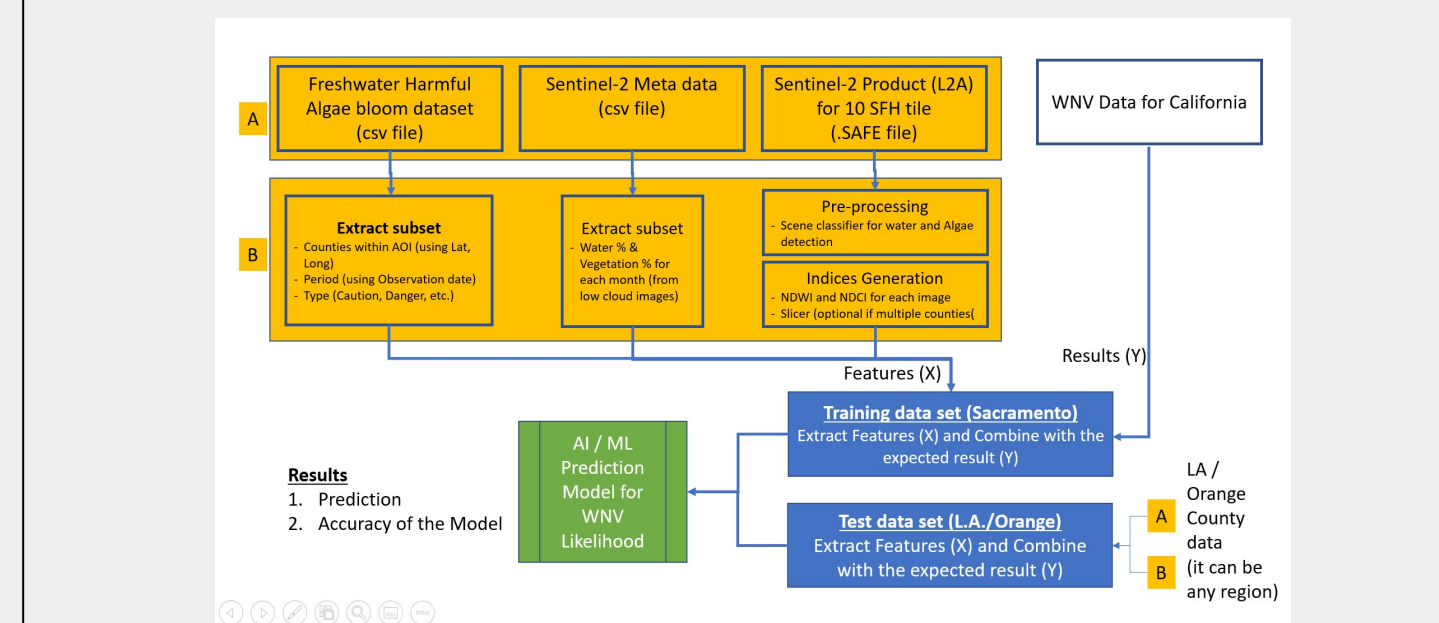 A
Freshwater Harmful
Algae bloom dataset
(csv file)
Sentinel-2 Meta data
(csv file)
Sentinel-2 Product (L2A)
for 10 SFH tile
(.SAFE file)
WNV Data for California
B
Extract subset
- Counties within AOI (using Lat,
Long)
- Period (using Observation date)
- Type (Caution, Danger, etc.)
Extract subset
- Water % &
Vegetation % for
each month (from
low cloud images)
Pre-processing
- Scene classifier for water and Algae
detection
Indices Generation
- NDWI and NDCI for each image
- Slicer (optional if multiple counties(
Results (Y)
Features (X)
Training data set (Sacramento)
Extract Features (X) and Combine with the
expected result (Y)
AI / ML
Prediction
Model for
WNV
Likelihood
Results
1. Prediction
2. Accuracy of the Model
Test data set (L.A./Orange)
Extract Features (X) and Combine
with the expected result (Y)
A
B
LA /
Orange
County
data
(it can be
any region)